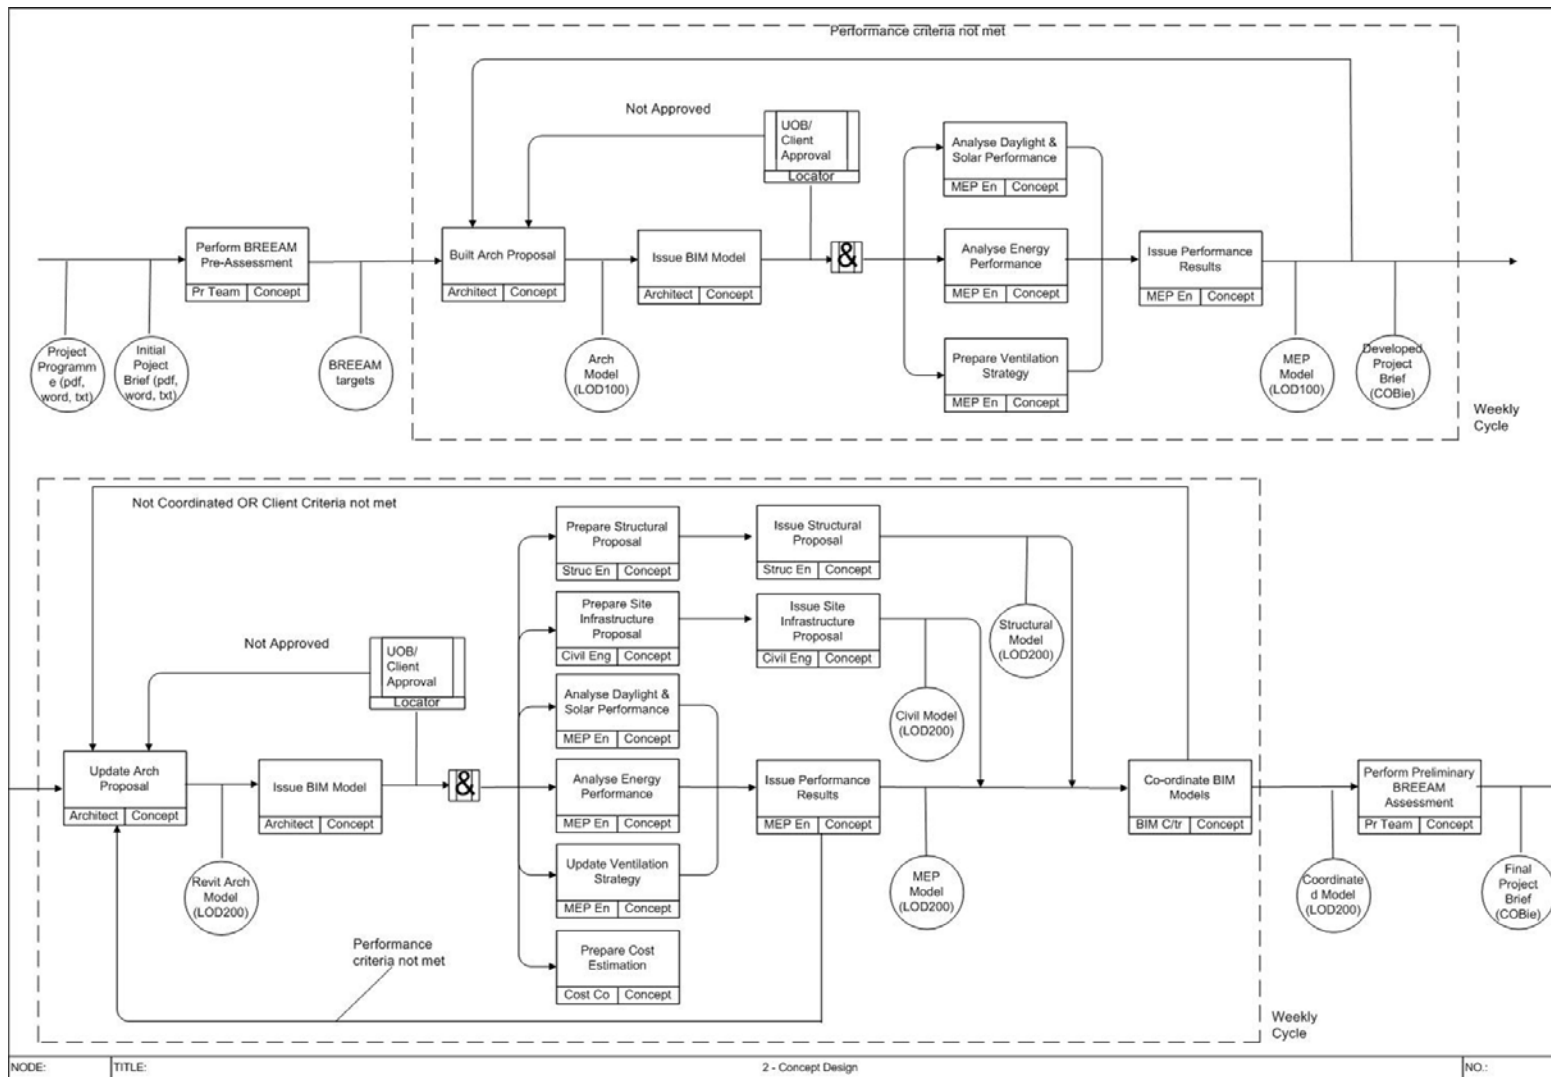 Performance criteria not met
Not Approved
UOB/
Client
Approval
Locator
Analyse Daylight &
Solar Performance
MEP En Concept
Perform BREEAM
Pre-Assessment
Pr Team Concept
Built Arch Proposal
Architect Concept
Issue BIM Model
Architect Concept
&
Analyse Energy
Performance
MEP En Concept
Issue Performance
Results
MEP En Concept
Prepare Ventilation
Strategy
MEP En Concept
Project
Programm
e (pdf,
word, txt)
Initial
Poject
Brief (pdf,
word, txt)
BREEAM
targets
Arch
Model
(LOD100)
MEP
Model
(LOD100)
Developed
Project
Brief
(COBie)
Weekly
Cycle
Not Coordinated OR Client Criteria not met
Prepare Structural
Proposal
Struc En Concept
Issue Structural
Proposal
Struc En Concept
Prepare Site
Infrastructure
Proposal
Civil Eng Concept
Issue Site
Infrastructure
Proposal
Civil Eng Concept
Structural
Model
(LOD200)
Not Approved
UOB/
Client
Approval
Locator
Analyse Daylight &
Solar Performance
MEP En Concept
Civil Model
(LOD200)
Update Arch
Proposal
Architect Concept
Issue BIM Model
Architect Concept
&
Analyse Energy
Performance
MEP En Concept
Issue Performance
Results
MEP En Concept
Co-ordinate BIM
Models
BIM C/tr Concept
Perform Preliminary
BREEAM
Assessment
Pr Team Concept
Revit Arch
Model
(LOD200)
Update Ventilation
Strategy
MEP En Concept
MEP
Model
(LOD200)
Coordinate
d Model
(LOD200)
Final
Project
Brief
(COBie)
Performance
criteria not met
Prepare Cost
Estimation
Cost Co Concept
Weekly
Cycle
NODE: TITLE: 2 - Concept Design NO.: